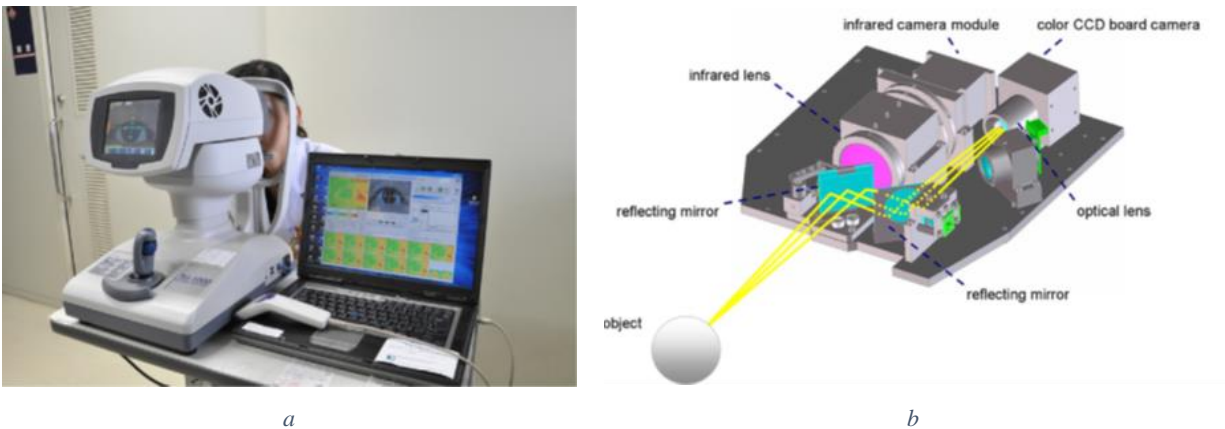 infrared camera module
color CCD board camera
infrared lens
reflecting mirror
optical lens
reflecting mirror
object
a
b